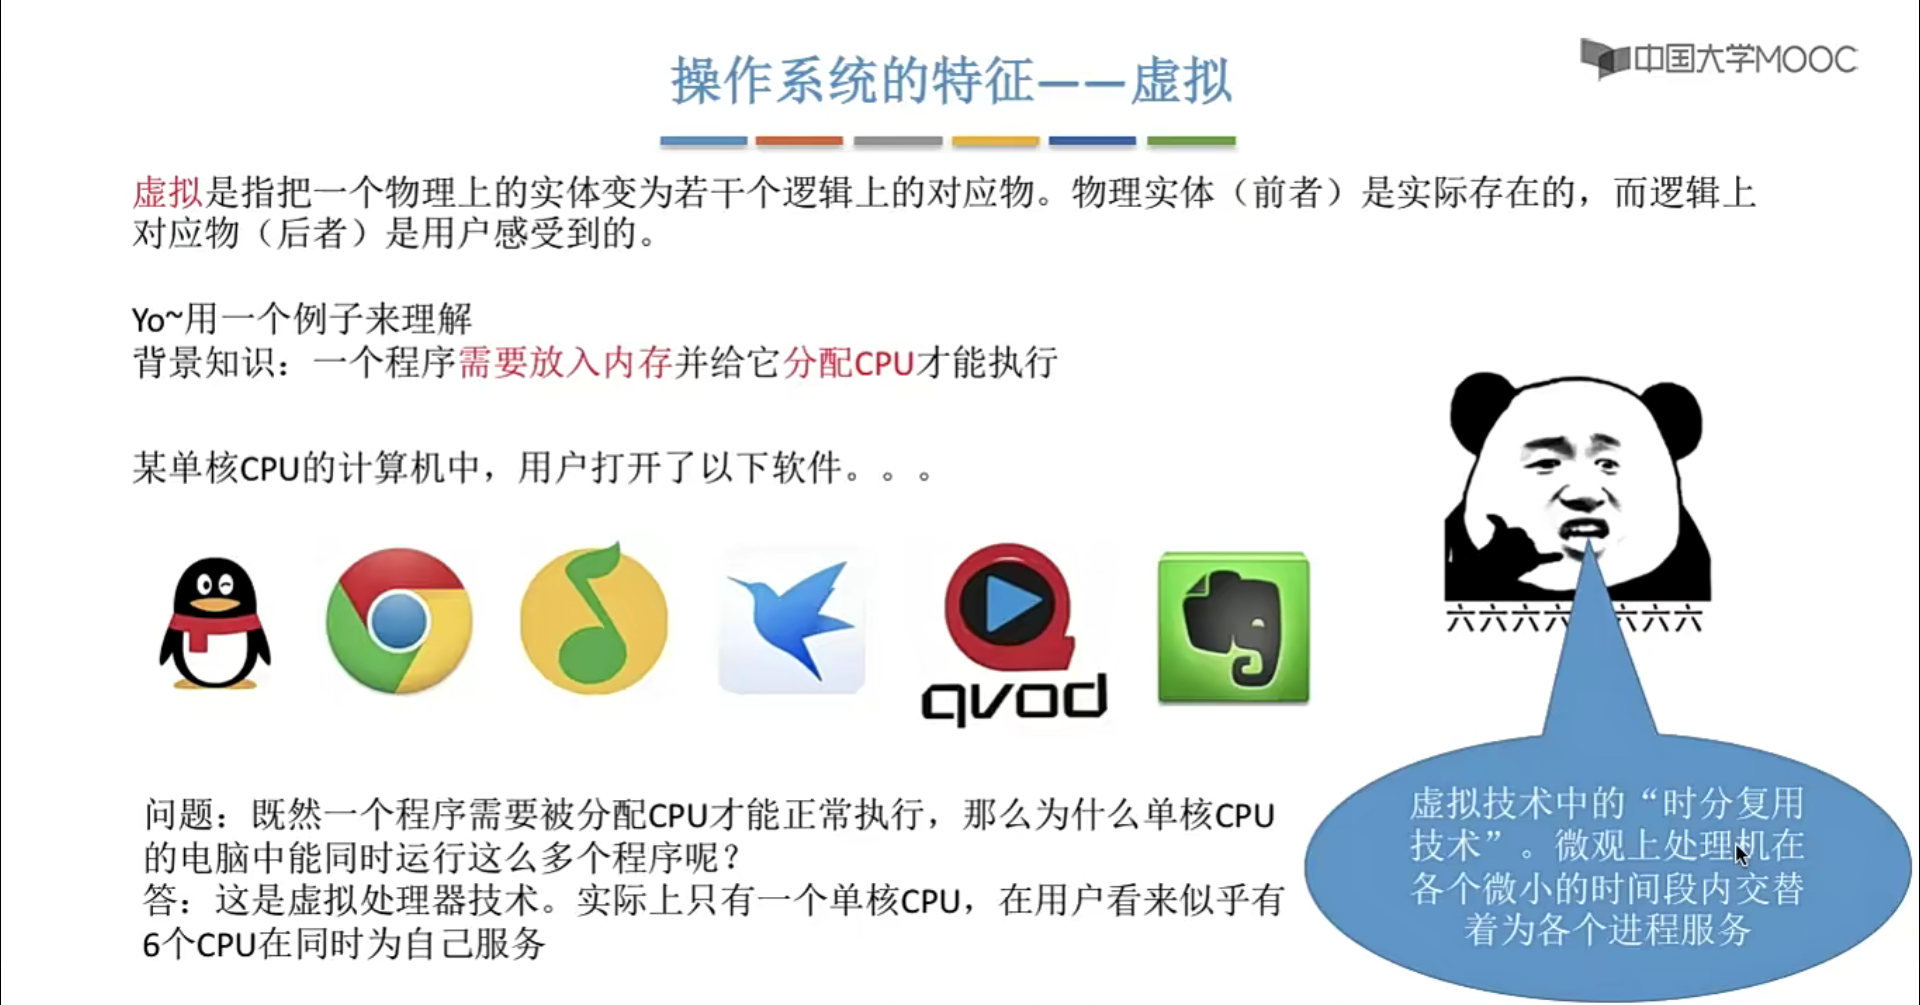 中国大学MOOC
操作系统的特征——虚拟
虚拟是指把一个物理上的实体变为若干个逻辑上的对应物。物理实体（前者）是实际存在的，而逻辑上
对应物（后者）是用户感受到的。
Yo~用一个例子来理解
背景知识：一个程序需要放入内存并给它分配CPU才能执行
某单核CPU的计算机中，用户打开了以下软件。。。
qvod
六六六六六六六
问题：既然一个程序需要被分配CPU才能正常执行，那么为什么单核CPU
的电脑中能同时运行这么多个程序呢？
答：这是虚拟处理器技术。实际上只有一个单核CPU，在用户看来似乎有
6个CPU在同时为自己服务
虚拟技术中的“时分复用
技术”。微观上处理机在
各个微小的时间段内交替
着为各个进程服务